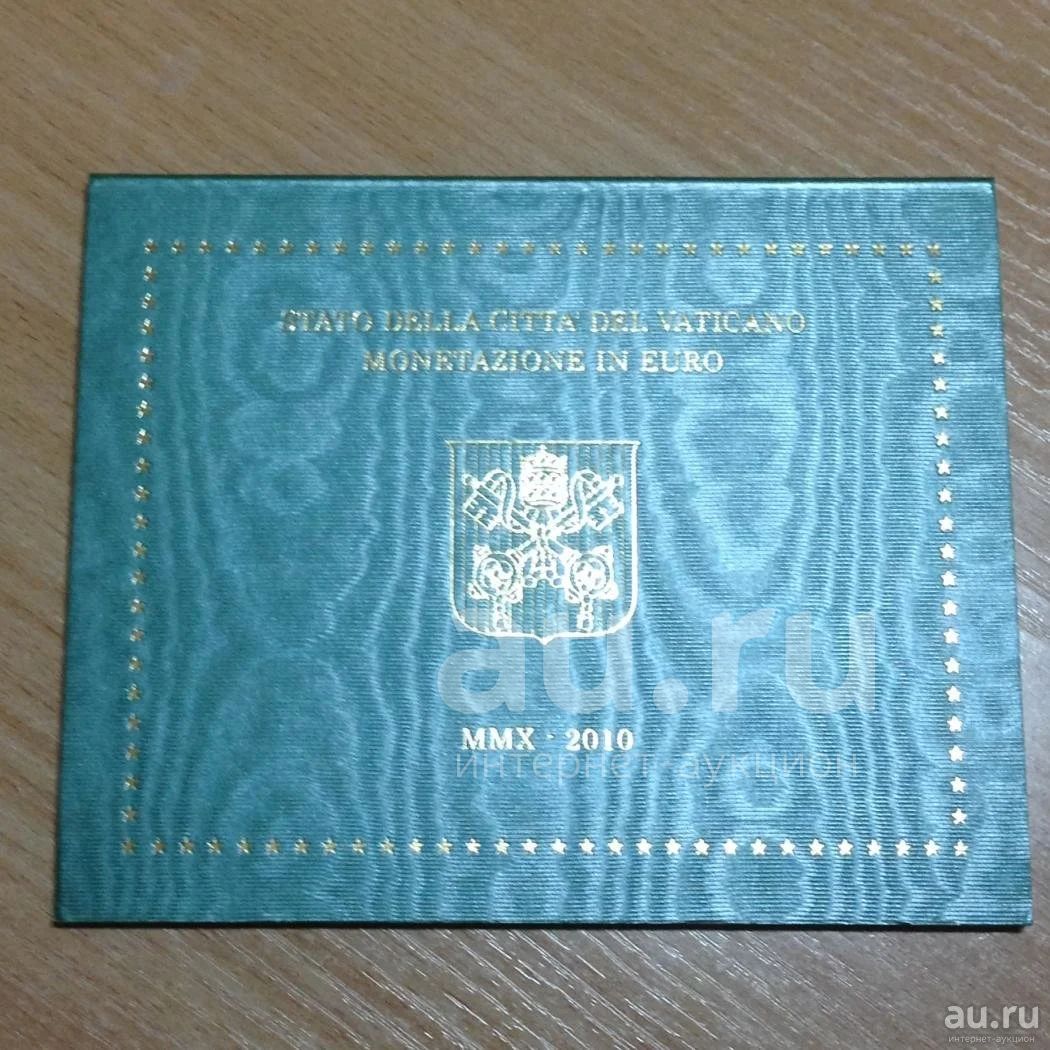 STATO DELLA CITTA' DEL VATICANO
MONETAZIONE IN EURO
au.ru
MMX · 2010
интернет-аукцион
au.ru
интернет-аукцион